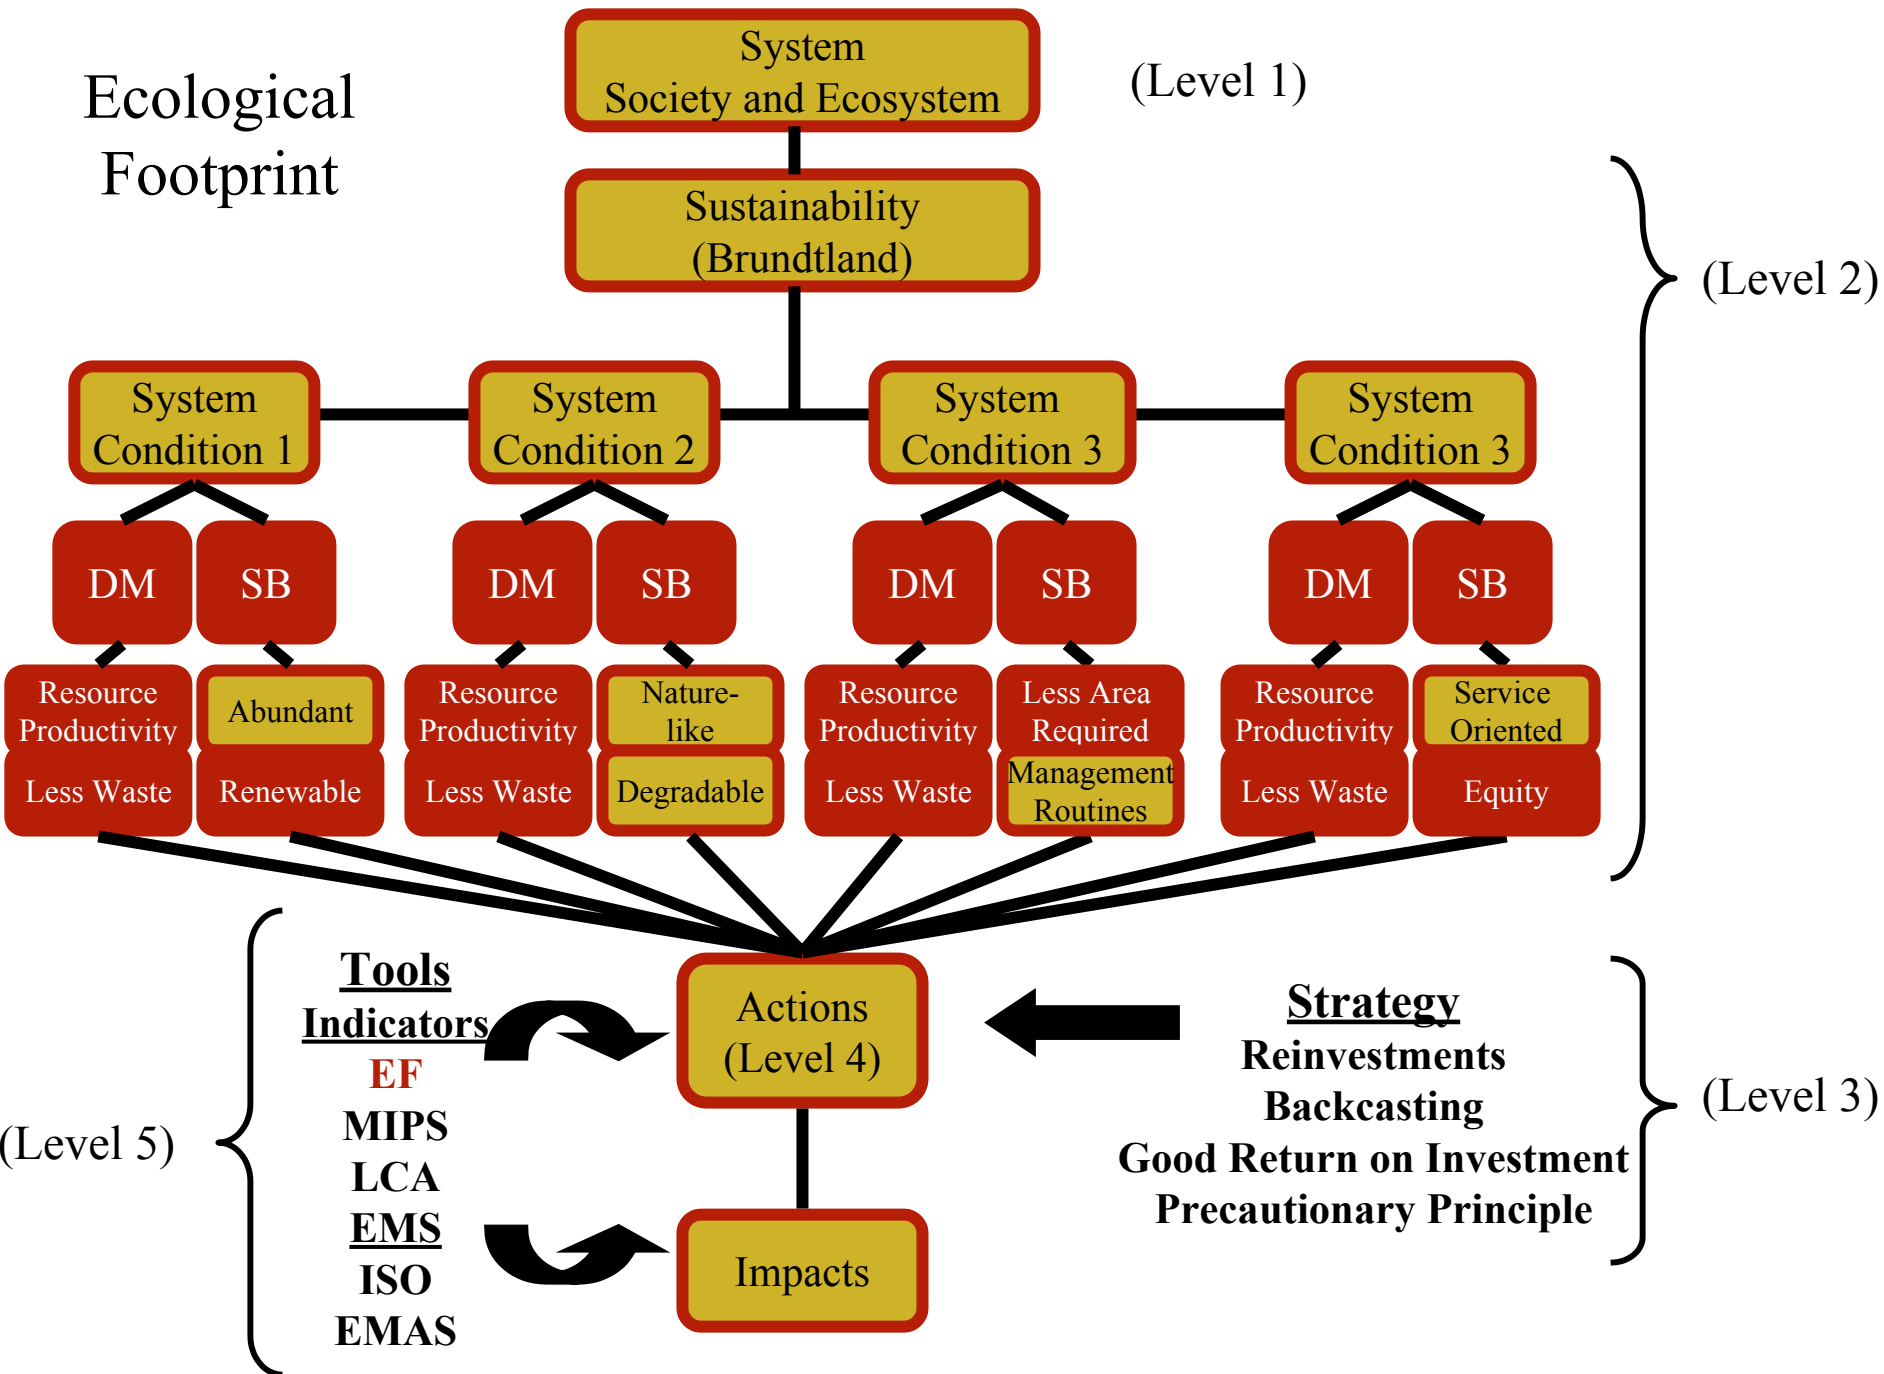 Ecological
Footprint
System
Society and Ecosystem
(Level 1)
Sustainability
(Brundtland)
(Level 2)
System
Condition 1
System
Condition 2
System
Condition 3
System
Condition 3
DM
SB
DM
SB
DM
SB
DM
SB
Resource
Productivity
Abundant
Resource
Productivity
Nature-
like
Resource
Productivity
Less Area
Required
Resource
Productivity
Service
Oriented
Less Waste
Renewable
Less Waste
Degradable
Less Waste
Management
Routines
Less Waste
Equity
(Level 5)
Tools
Indicators
EF
MIPS
LCA
EMS
ISO
EMAS
Actions
(Level 4)
Impacts
Strategy
Reinvestments
Backcasting
Good Return on Investment
Precautionary Principle
(Level 3)